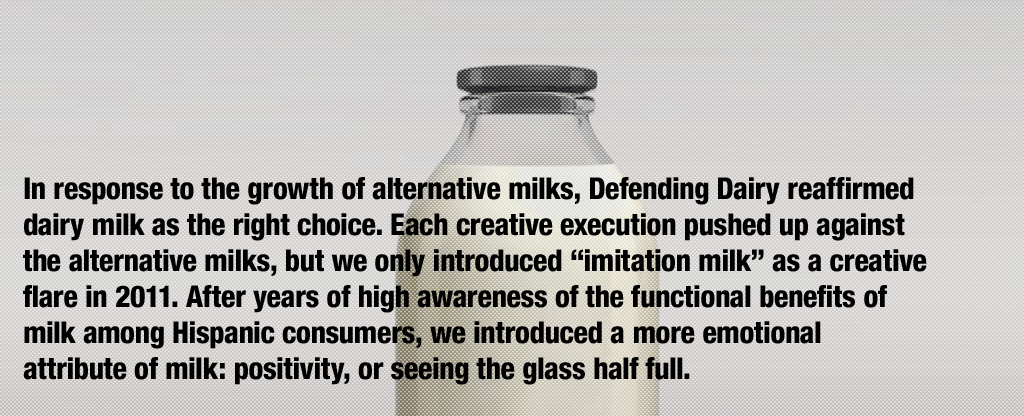 In response to the growth of alternative milks, Defending Dairy reaffirmed
dairy milk as the right choice. Each creative execution pushed up against
the alternative milks, but we only introduced “imitation milk” as a creative
flare in 2011. After years of high awareness of the functional benefits of
milk among Hispanic consumers, we introduced a more emotional
attribute of milk: positivity, or seeing the glass half full.